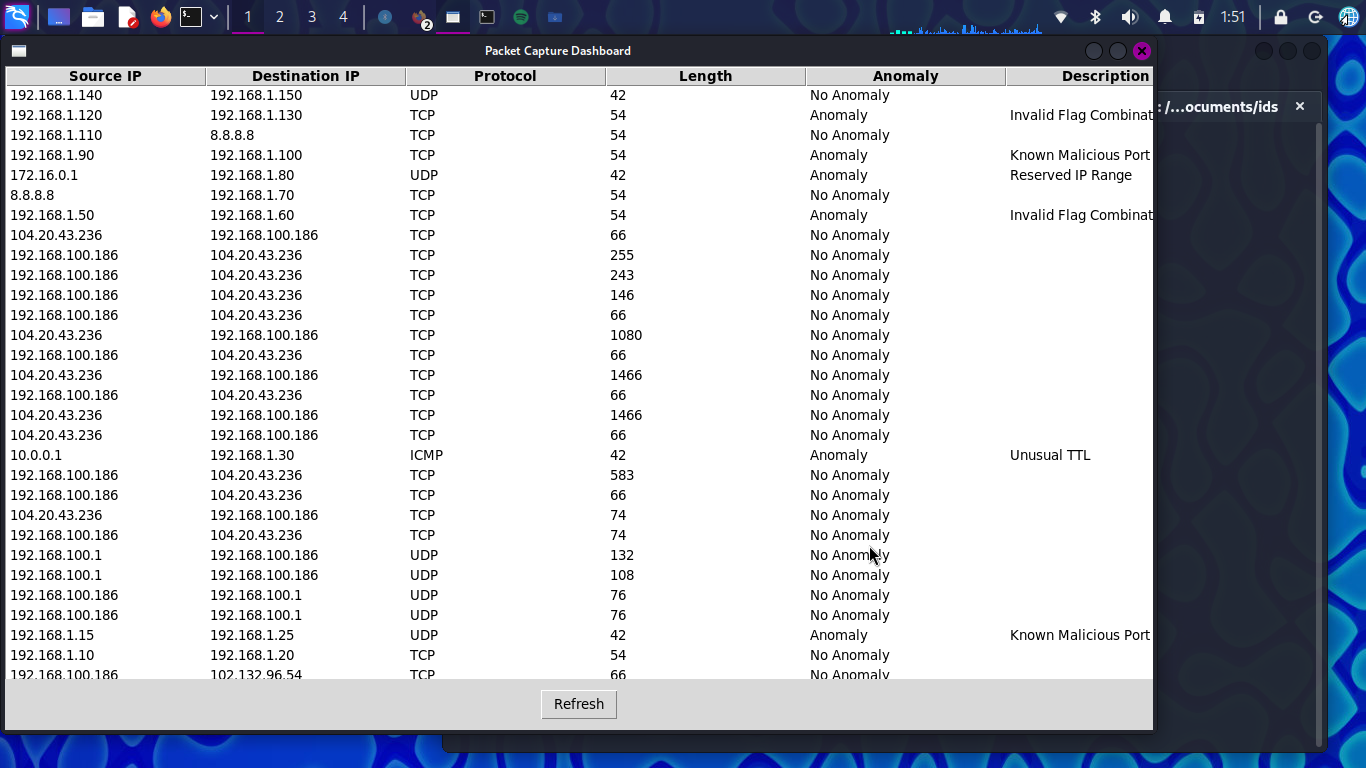 1 2 3 4 2 1:51
Packet Capture Dashboard
: /...ocuments/ids
Source IP Destination IP Protocol Length Anomaly Description
192.168.1.140 192.168.1.150 UDP 42 No Anomaly
192.168.1.120 192.168.1.130 TCP 54 Anomaly Invalid Flag Combinat
192.168.1.110 8.8.8.8 TCP 54 No Anomaly
192.168.1.90 192.168.1.100 TCP 54 Anomaly Known Malicious Port
172.16.0.1 192.168.1.80 UDP 42 Anomaly Reserved IP Range
8.8.8.8 192.168.1.70 TCP 54 No Anomaly
192.168.1.50 192.168.1.60 TCP 54 Anomaly Invalid Flag Combinat
104.20.43.236 192.168.100.186 TCP 66 No Anomaly
192.168.100.186 104.20.43.236 TCP 255 No Anomaly
192.168.100.186 104.20.43.236 TCP 243 No Anomaly
192.168.100.186 104.20.43.236 TCP 146 No Anomaly
192.168.100.186 104.20.43.236 TCP 66 No Anomaly
104.20.43.236 192.168.100.186 TCP 1080 No Anomaly
192.168.100.186 104.20.43.236 TCP 66 No Anomaly
104.20.43.236 192.168.100.186 TCP 1466 No Anomaly
192.168.100.186 104.20.43.236 TCP 66 No Anomaly
104.20.43.236 192.168.100.186 TCP 1466 No Anomaly
104.20.43.236 192.168.100.186 TCP 66 No Anomaly
10.0.0.1 192.168.1.30 ICMP 42 Anomaly Unusual TTL
192.168.100.186 104.20.43.236 TCP 583 No Anomaly
192.168.100.186 104.20.43.236 TCP 66 No Anomaly
104.20.43.236 192.168.100.186 TCP 74 No Anomaly
192.168.100.186 104.20.43.236 TCP 74 No Anomaly
192.168.100.1 192.168.100.186 UDP 132 No Anomaly
192.168.100.1 192.168.100.186 UDP 108 No Anomaly
192.168.100.186 192.168.100.1 UDP 76 No Anomaly
192.168.100.186 192.168.100.1 UDP 76 No Anomaly
192.168.1.15 192.168.1.25 UDP 42 Anomaly Known Malicious Port
192.168.1.10 192.168.1.20 TCP 54 No Anomaly
192.168.100.186 102.132.96.54 TCP 66 No Anomaly
Refresh